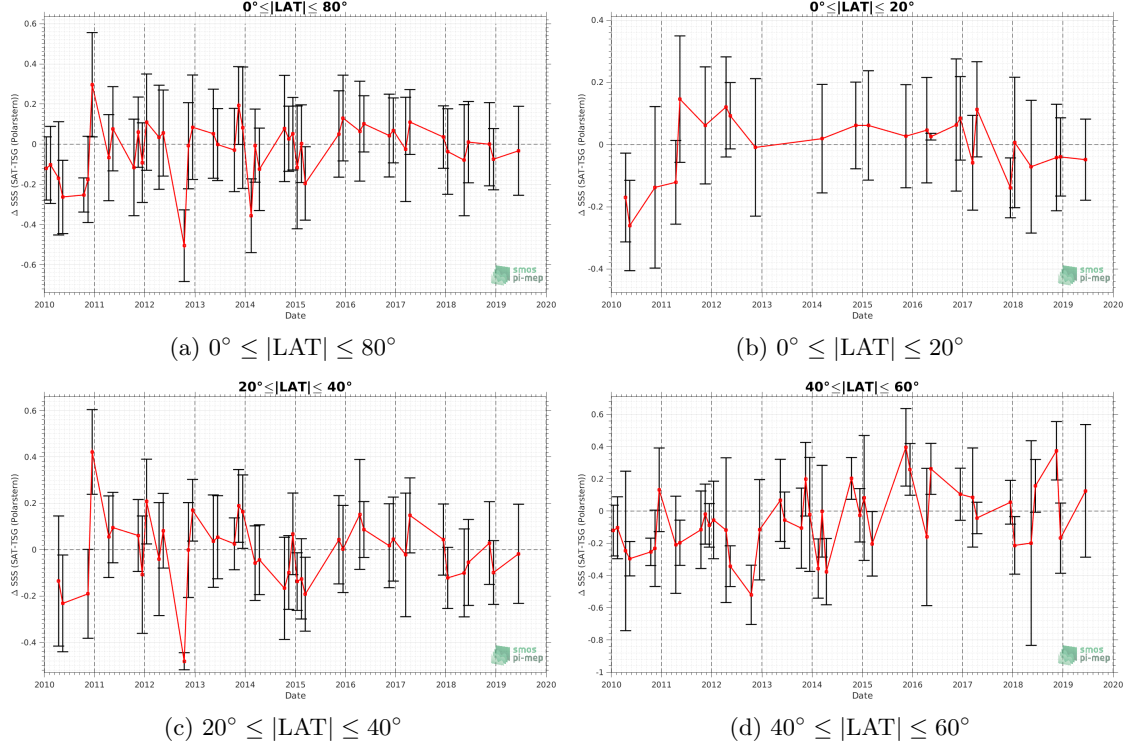 0°≤|LAT|≤ 80°
Δ SSS (SAT-TSG (Polarstern))
0.6
0.4
0.2
0
-0.2
-0.4
-0.6
2010 2011 2012 2013 2014 2015 2016 2017 2018 2019 2020
Date
smos
pi-mep
(a) 0° ≤ |LAT| ≤ 80°
0°≤|LAT|≤ 20°
Δ SSS (SAT-TSG (Polarstern))
0.4
0.2
0
-0.2
-0.4
2010 2011 2012 2013 2014 2015 2016 2017 2018 2019 2020
Date
smos
pi-mep
(b) 0° ≤ |LAT| ≤ 20°
20°≤|LAT|≤ 40°
Δ SSS (SAT-TSG (Polarstern))
0.6
0.4
0.2
0
-0.2
-0.4
2010 2011 2012 2013 2014 2015 2016 2017 2018 2019 2020
Date
smos
pi-mep
(c) 20° ≤ |LAT| ≤ 40°
40°≤|LAT|≤ 60°
Δ SSS (SAT-TSG (Polarstern))
0.6
0.4
0.2
0
-0.2
-0.4
-0.6
-0.8
-1
2010 2011 2012 2013 2014 2015 2016 2017 2018 2019 2020
Date
smos
pi-mep
(d) 40° ≤ |LAT| ≤ 60°